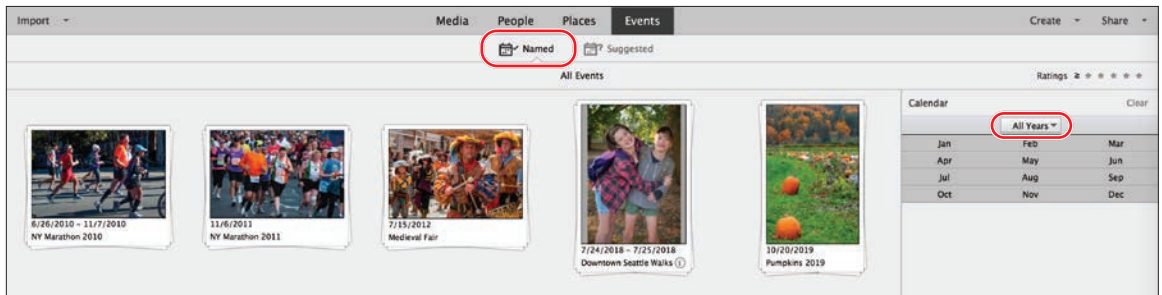 Import
Media People Places Events
Create Share
Named Suggested
All Events
Ratings ≥ ★ ★ ★ ★ ★
Calendar Clear
All Years
Jan Feb Mar
Apr May Jun
Jul Aug Sep
Oct Nov Dec
6/26/2010 - 11/7/2010
NY Marathon 2010
11/6/2011
NY Marathon 2011
7/15/2012
Medieval Fair
7/24/2018 - 7/25/2018
Downtown Seattle Walks
10/20/2019
Pumpkins 2019